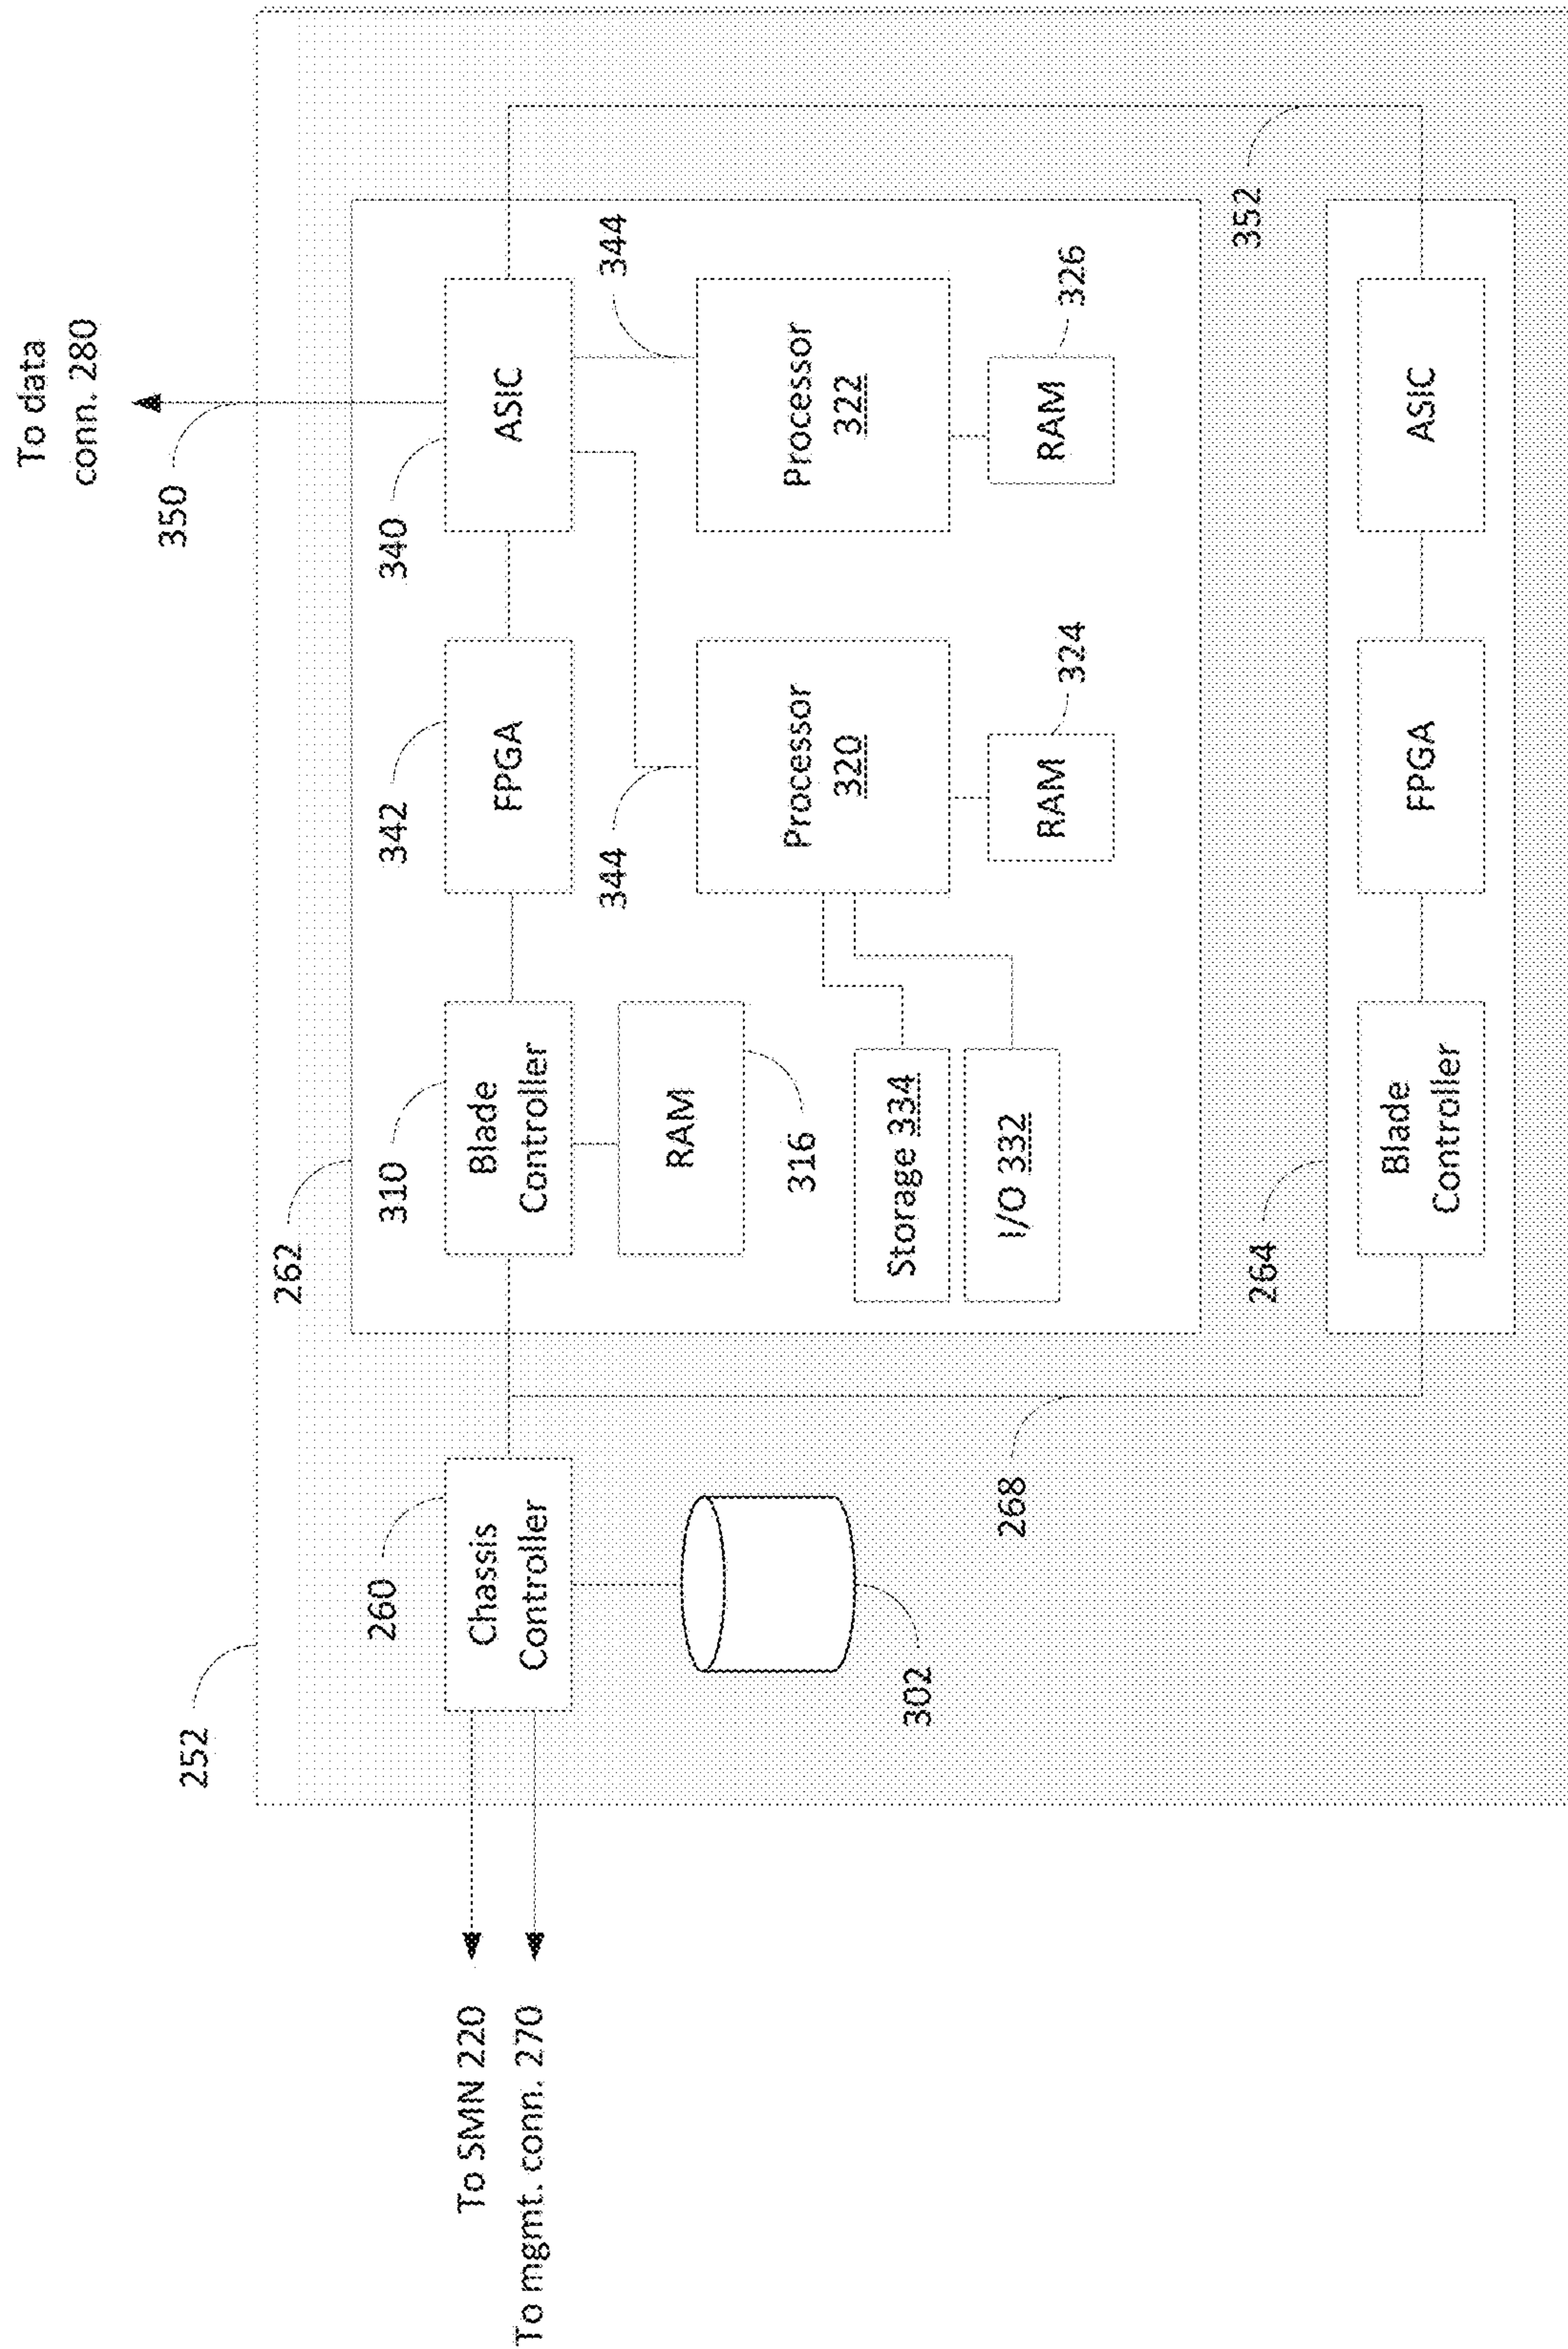 To data
conn. 280
350
252
262
260
Chassis
Controller
302
To SMN 220
To mgmt. conn. 270
268
310
Blade
Controller
RAM
316
Storage 334
I/O 332
342
FPGA
344
Processor
320
RAM
324
340
ASIC
344
Processor
322
RAM
326
352
264
Blade
Controller
FPGA
ASIC